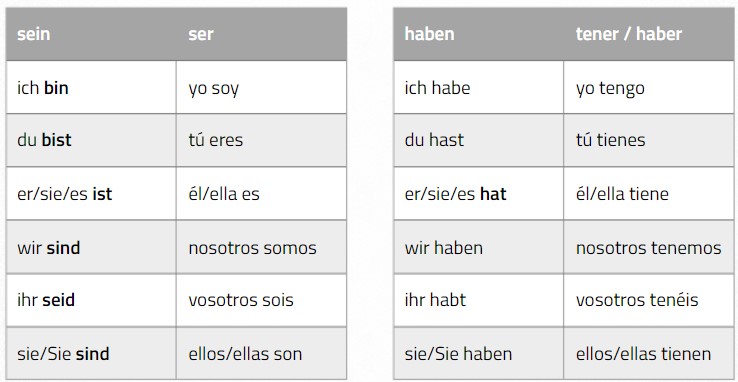 sein ser
ich bin yo soy
du bist tú eres
er/sie/es ist él/ella es
wir sind nosotros somos
ihr seid vosotros sois
sie/Sie sind ellos/ellas son
haben tener / haber
ich habe yo tengo
du hast tú tienes
er/sie/es hat él/ella tiene
wir haben nosotros tenemos
ihr habt vosotros tenéis
sie/Sie haben ellos/ellas tienen